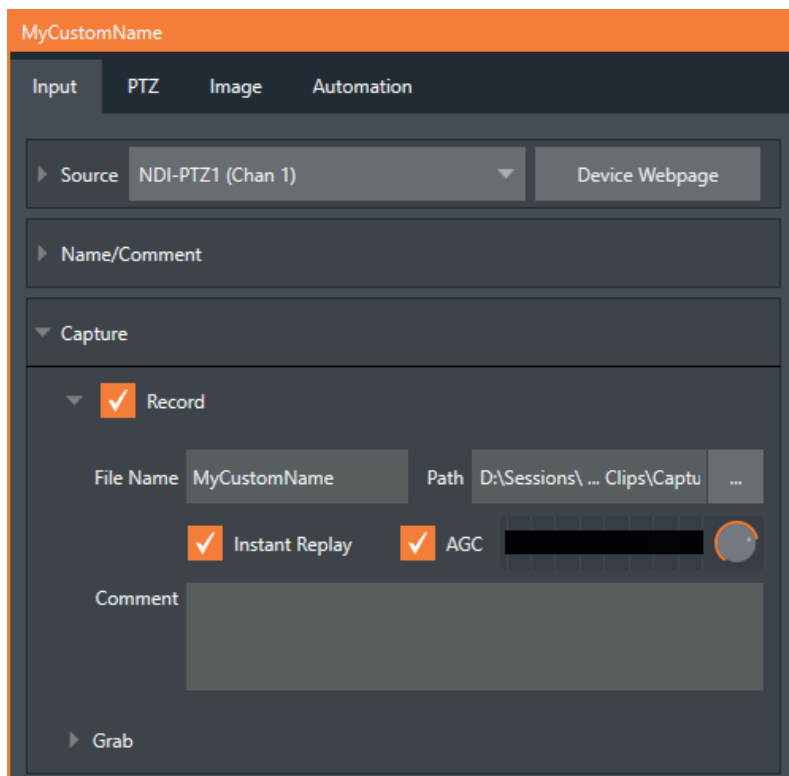 MyCustomName
Input PTZ Image Automation
Source NDI-PTZ1 (Chan 1) Device Webpage
Name/Comment
Capture
Record
File Name MyCustomName Path D:\Sessions\ ... Clips\Captu ...
Instant Replay AGC
Comment
Grab